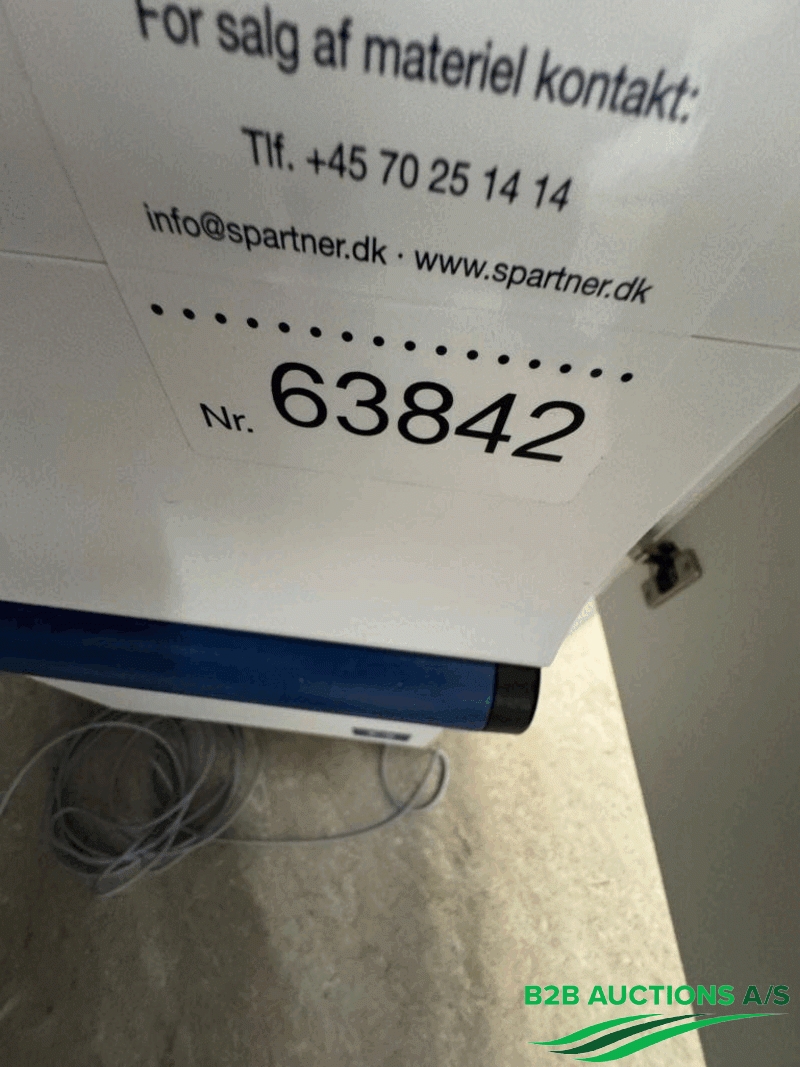 For salg af materiel kontakt:
Tlf. +45 70 25 14 14
info@spartner.dk · www.spartner.dk
Nr. 63842
B2B AUCTIONS A/S